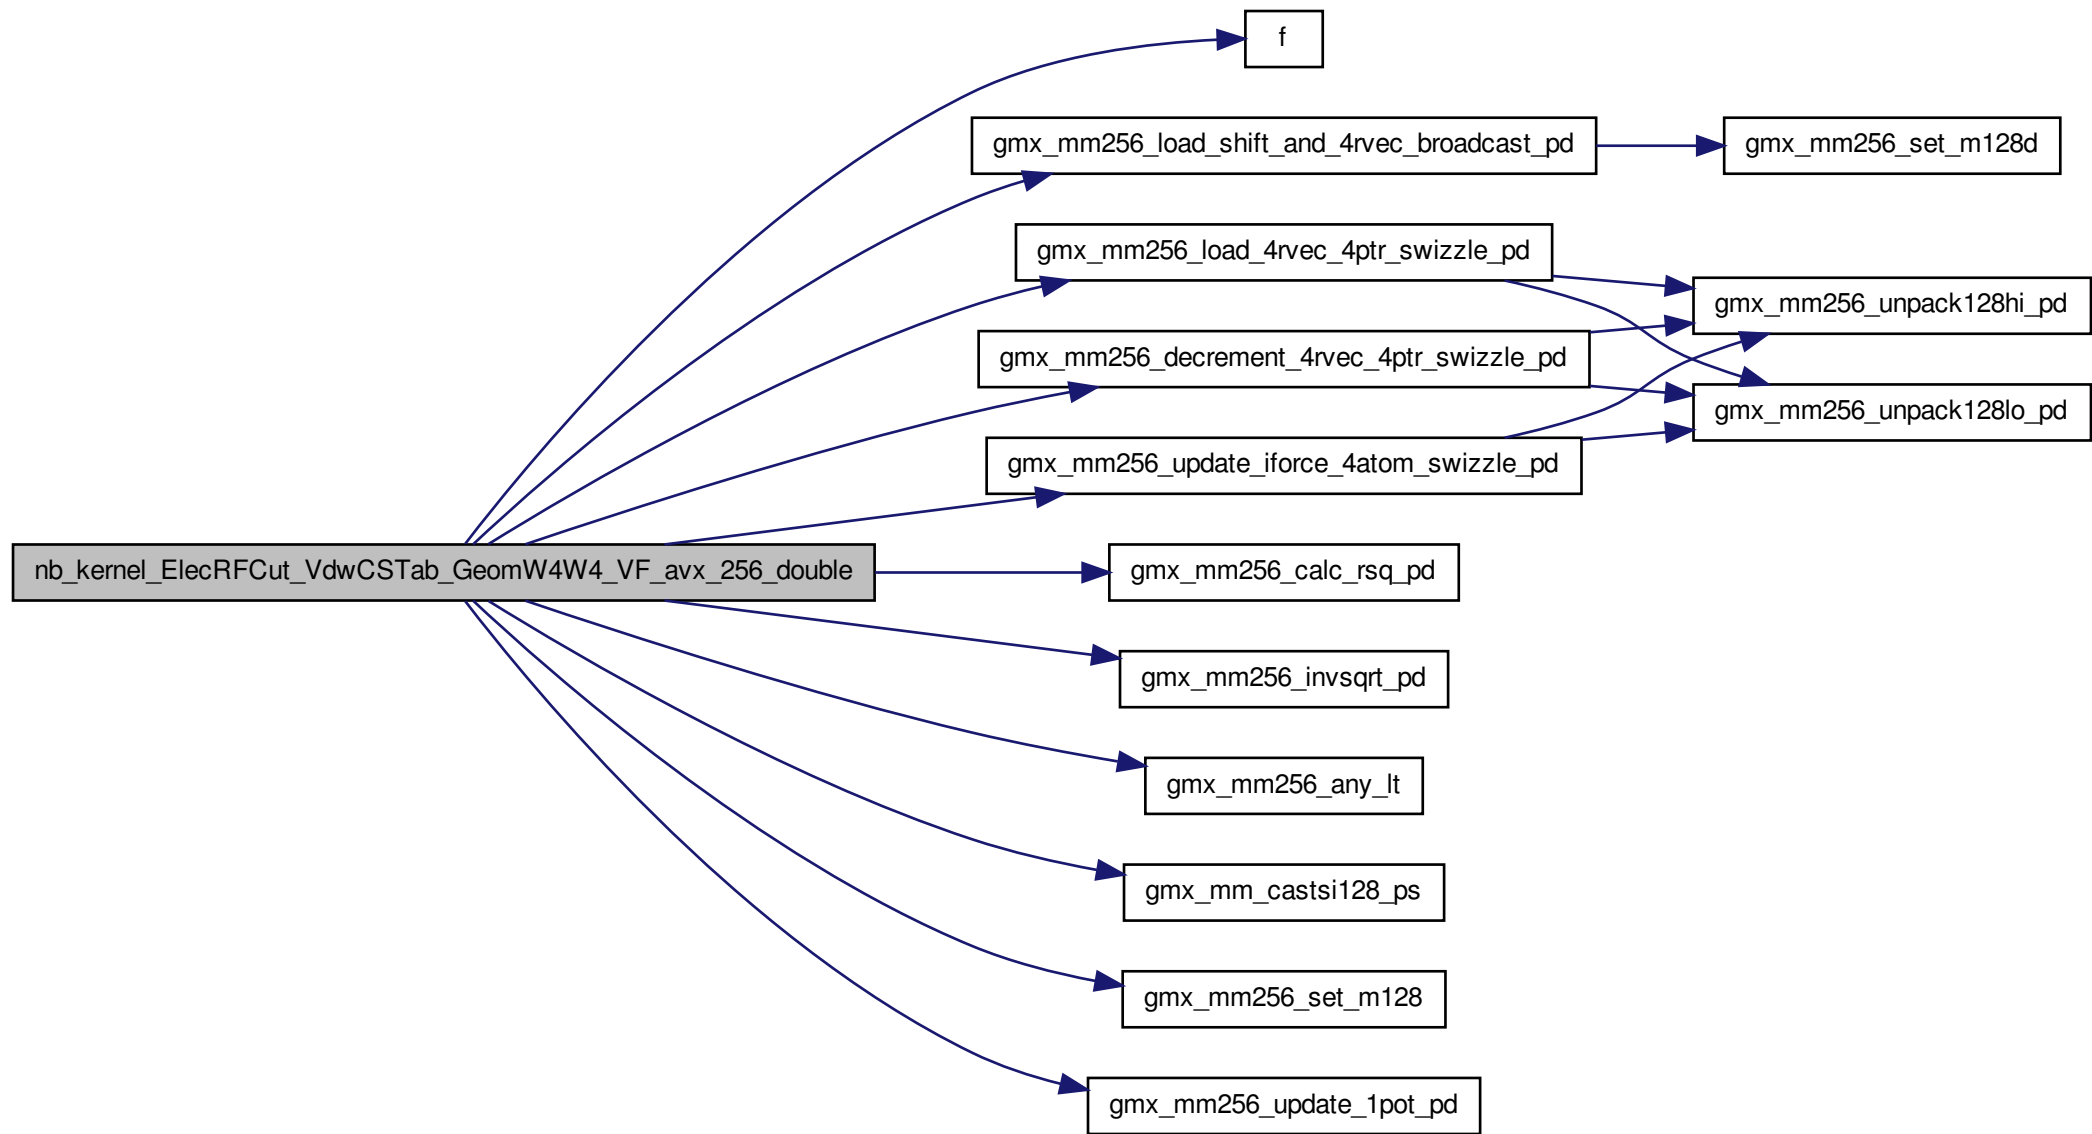 f
gmx_mm256_load_shift_and_4rvec_broadcast_pd
gmx_mm256_set_m128d
gmx_mm256_load_4rvec_4ptr_swizzle_pd
gmx_mm256_unpack128hi_pd
gmx_mm256_decrement_4rvec_4ptr_swizzle_pd
gmx_mm256_unpack128lo_pd
gmx_mm256_update_iforce_4atom_swizzle_pd
nb_kernel_ElecRFCut_VdwCSTab_GeomW4W4_VF_avx_256_double
gmx_mm256_calc_rsq_pd
gmx_mm256_invsqrt_pd
gmx_mm256_any_lt
gmx_mm_castsi128_ps
gmx_mm256_set_m128
gmx_mm256_update_1pot_pd